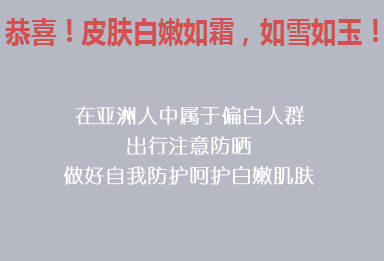 恭喜！皮肤白嫩如霜，如雪如玉！
在亚洲人中属于偏白人群
出行注意防晒
做好自我防护呵护白嫩肌肤